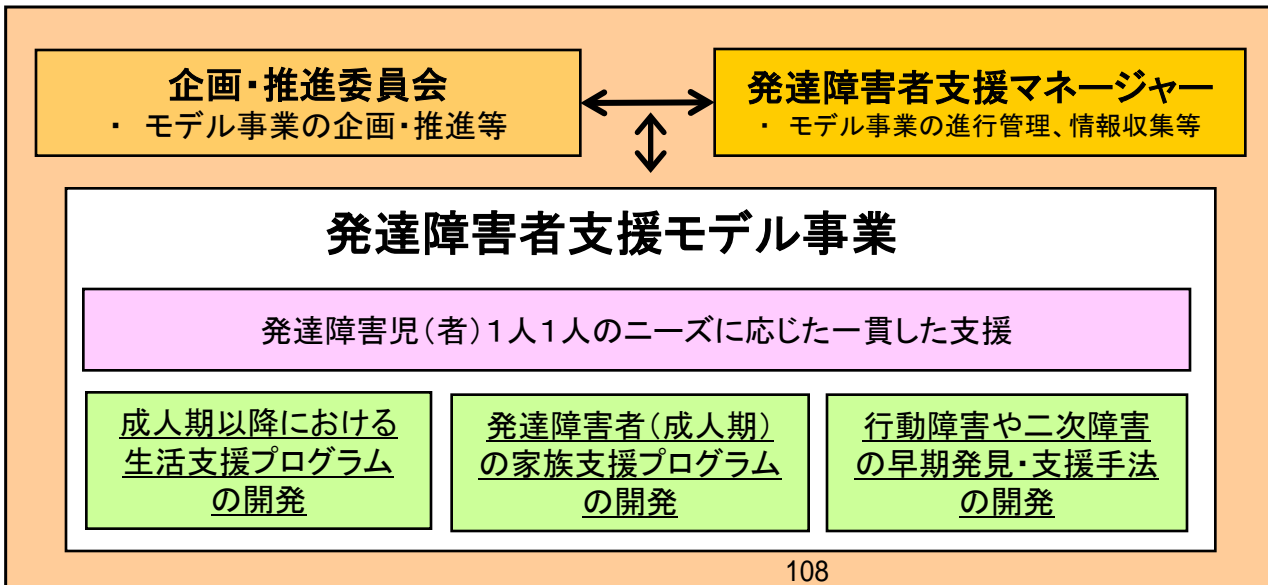 企画・推進委員会
・ モデル事業の企画・推進等
発達障害者支援マネージャー
・ モデル事業の進行管理、情報収集等
発達障害者支援モデル事業
発達障害児(者)1人1人のニーズに応じた一貫した支援
成人期以降における
生活支援プログラム
の開発
発達障害者(成人期)
の家族支援プログラム
の開発
行動障害や二次障害
の早期発見・支援手法
の開発
108